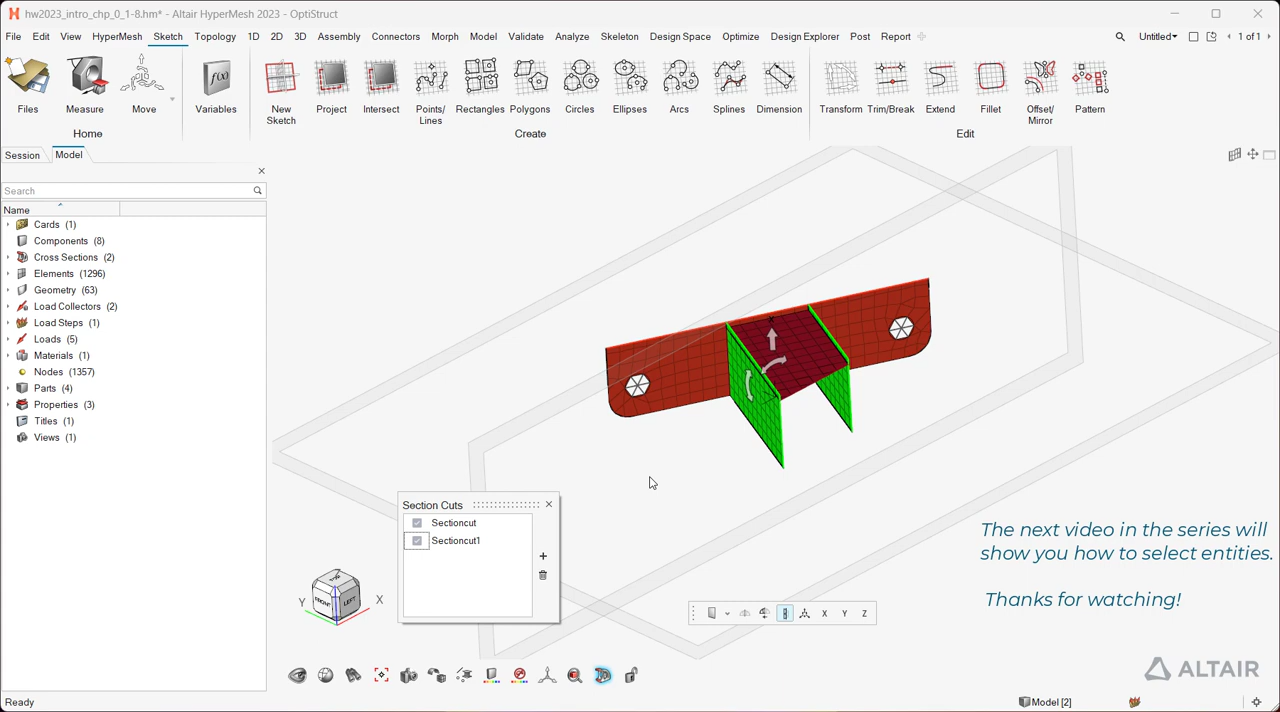 hw2023_intro_chp_0_1-8.hm* - Altair HyperMesh 2023 - OptiStruct
File Edit View HyperMesh Sketch Topology 1D 2D 3D Assembly Connectors Morph Model Validate Analyze Skeleton Design Space Optimize Design Explorer Post Report Untitled 1 of 1
f(x)
Files Measure Move Variables New Sketch Project Intersect Points/Lines Rectangles Polygons Circles Ellipses Arcs Splines Dimension Transform Trim/Break Extend Fillet Offset/Mirror Pattern
Home Create Edit
Session Model
Search
Name
Cards (1)
Components (8)
Cross Sections (2)
Elements (1296)
Geometry (63)
Load Collectors (2)
Load Steps (1)
Loads (5)
Materials (1)
Nodes (1357)
Parts (4)
Properties (3)
Titles (1)
Views (1)
Section Cuts
Sectioncut
Sectioncut1
The next video in the series will
show you how to select entities.
Thanks for watching!
Y FRONT LEFT X
X Y Z
ALTAIR
Ready Model [2]